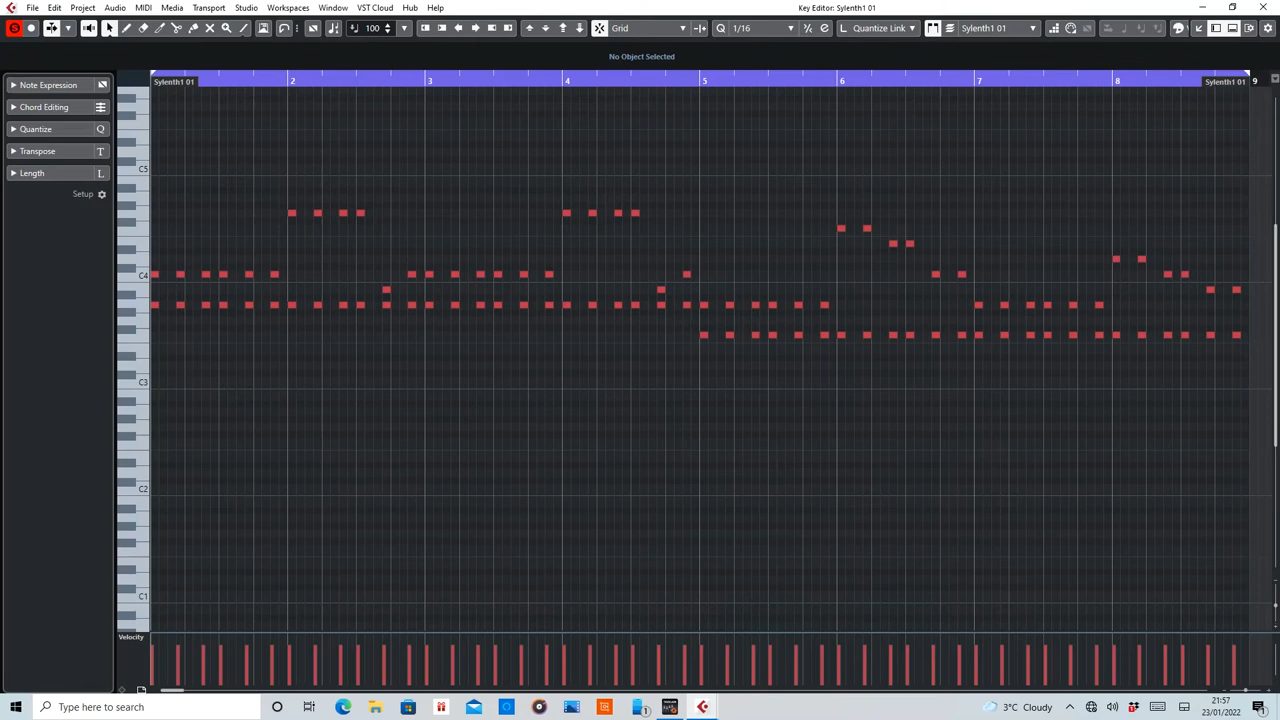 File Edit Project Audio MIDI Media Transport Studio Workspaces Window VST Cloud Hub Help
Key Editor: Sylenth1 01
S 100 Grid Q 1/16 Quantize Link Sylenth1 01
No Object Selected
Note Expression
Chord Editing
Quantize Q
Transpose T
Length L
Setup
Sylenth1 01 2 3 4 5 6 7 8 Sylenth1 01 9
C5
C4
C3
C2
C1
Velocity
Type here to search
1
3°C Cloudy
21:57
23/01/2022